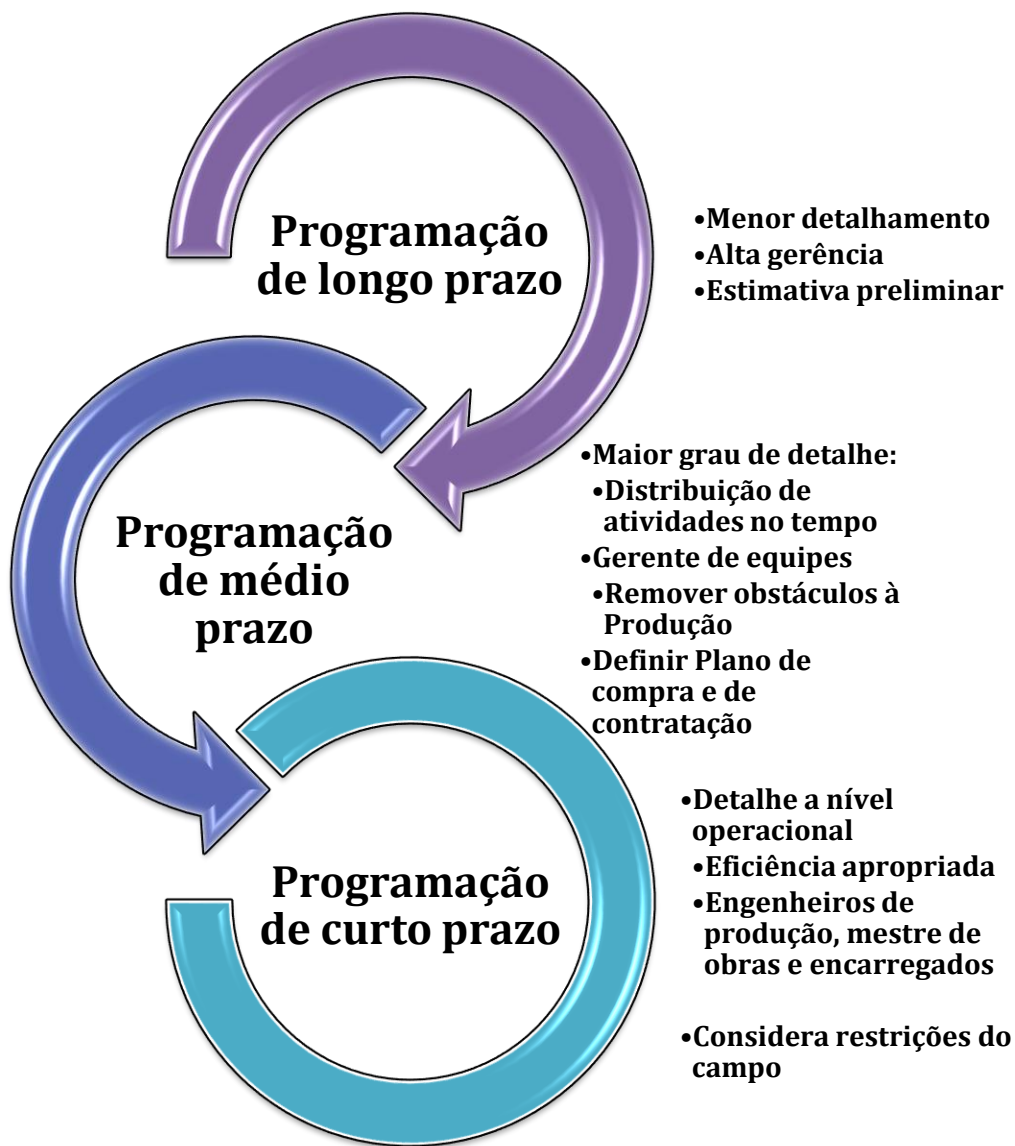 Programação
de longo prazo
•Menor detalhamento
•Alta gerência
•Estimativa preliminar
Programação
de médio
prazo
•Maior grau de detalhe:
•Distribuição de
atividades no tempo
•Gerente de equipes
•Remover obstáculos à
Produção
•Definir Plano de
compra e de
contratação
Programação
de curto prazo
•Detalhe a nível
operacional
•Eficiência apropriada
•Engenheiros de
produção, mestre de
obras e encarregados
•Considera restrições do
campo